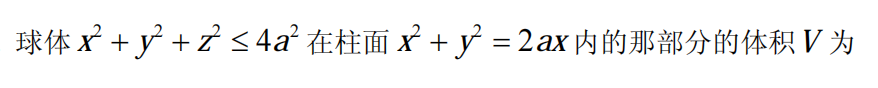 球体 x² + y² + z² ≤ 4a² 在柱面 x² + y² = 2ax 内的那部分的体积 V 为